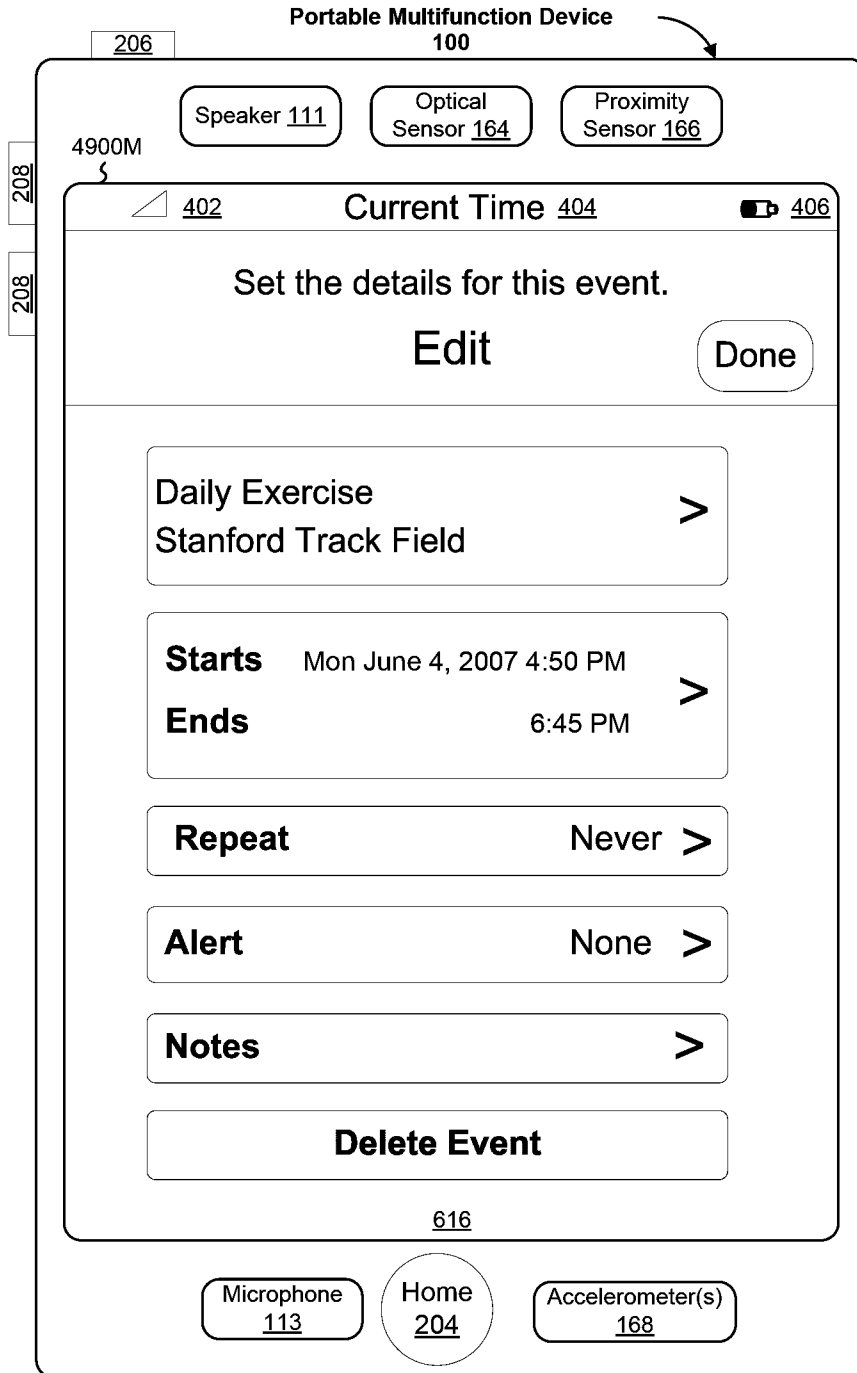 Portable Multifunction Device
100
206
Speaker 111
Optical
Sensor 164
Proximity
Sensor 166
4900M
208
208
402
Current Time 404
406
Set the details for this event.
Edit
Done
Daily Exercise
Stanford Track Field
>
Starts Mon June 4, 2007 4:50 PM
>
Ends 6:45 PM
Repeat Never >
Alert None >
Notes >
Delete Event
616
Microphone
113
Home
204
Accelerometer(s)
168